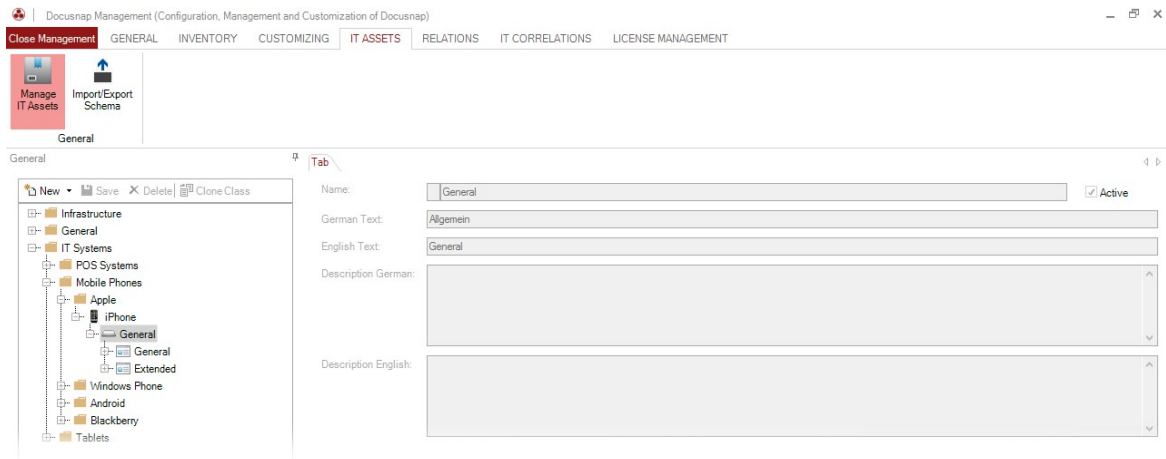 Docusnap Management (Configuration, Management and Customization of Docusnap)
Close Management GENERAL INVENTORY CUSTOMIZING IT ASSETS RELATIONS IT CORRELATIONS LICENSE MANAGEMENT
Manage IT Assets
Import/Export Schema
General
General
Tab
New Save Delete Clone Class
Infrastructure
General
IT Systems
POS Systems
Mobile Phones
Apple
iPhone
General
General
Extended
Windows Phone
Android
Blackberry
Tablets
Name: General Active
German Text: Allgemein
English Text: General
Description German:
Description English: